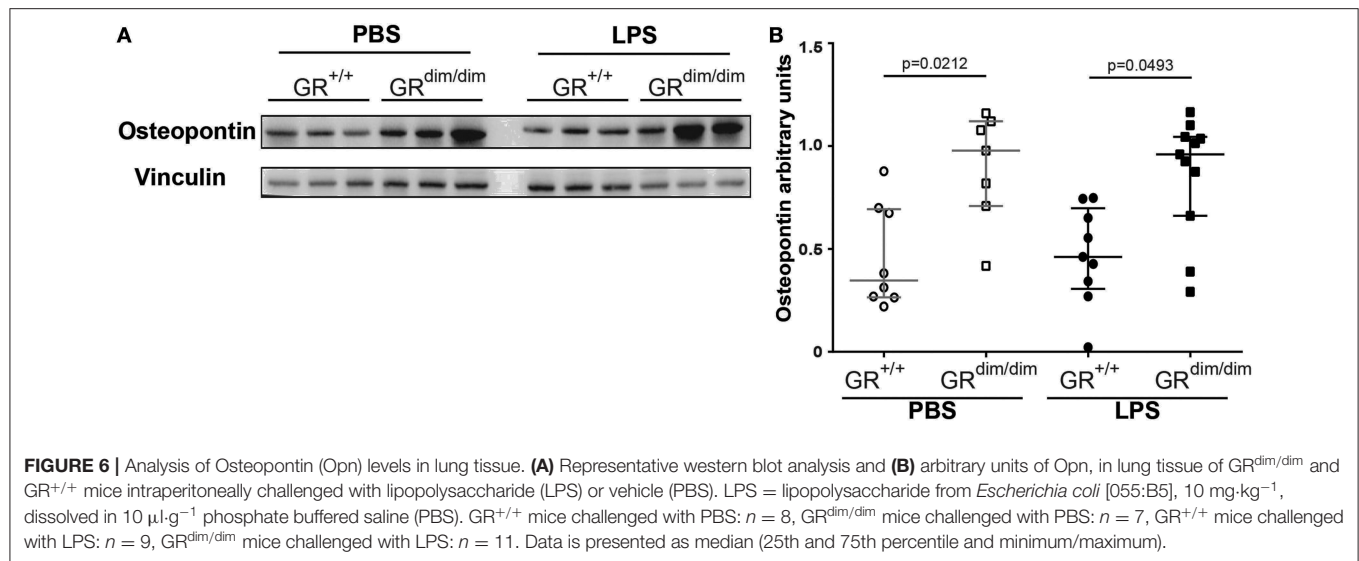 A
PBS
LPS
GR+/+
GRdim/dim
GR+/+
GRdim/dim
Osteopontin
Vinculin
B
Osteopontin arbitrary units
1.5
1.0
0.5
0
p=0.0212
p=0.0493
GR+/+
GRdim/dim
GR+/+
GRdim/dim
PBS
LPS
FIGURE 6 | Analysis of Osteopontin (Opn) levels in lung tissue. (A) Representative western blot analysis and (B) arbitrary units of Opn, in lung tissue of GRdim/dim and
GR+/+ mice intraperitoneally challenged with lipopolysaccharide (LPS) or vehicle (PBS). LPS = lipopolysaccharide from Escherichia coli [055:B5], 10 mg·kg−1,
dissolved in 10 μl·g−1 phosphate buffered saline (PBS). GR+/+ mice challenged with PBS: n = 8, GRdim/dim mice challenged with PBS: n = 7, GR+/+ mice challenged
with LPS: n = 9, GRdim/dim mice challenged with LPS: n = 11. Data is presented as median (25th and 75th percentile and minimum/maximum).